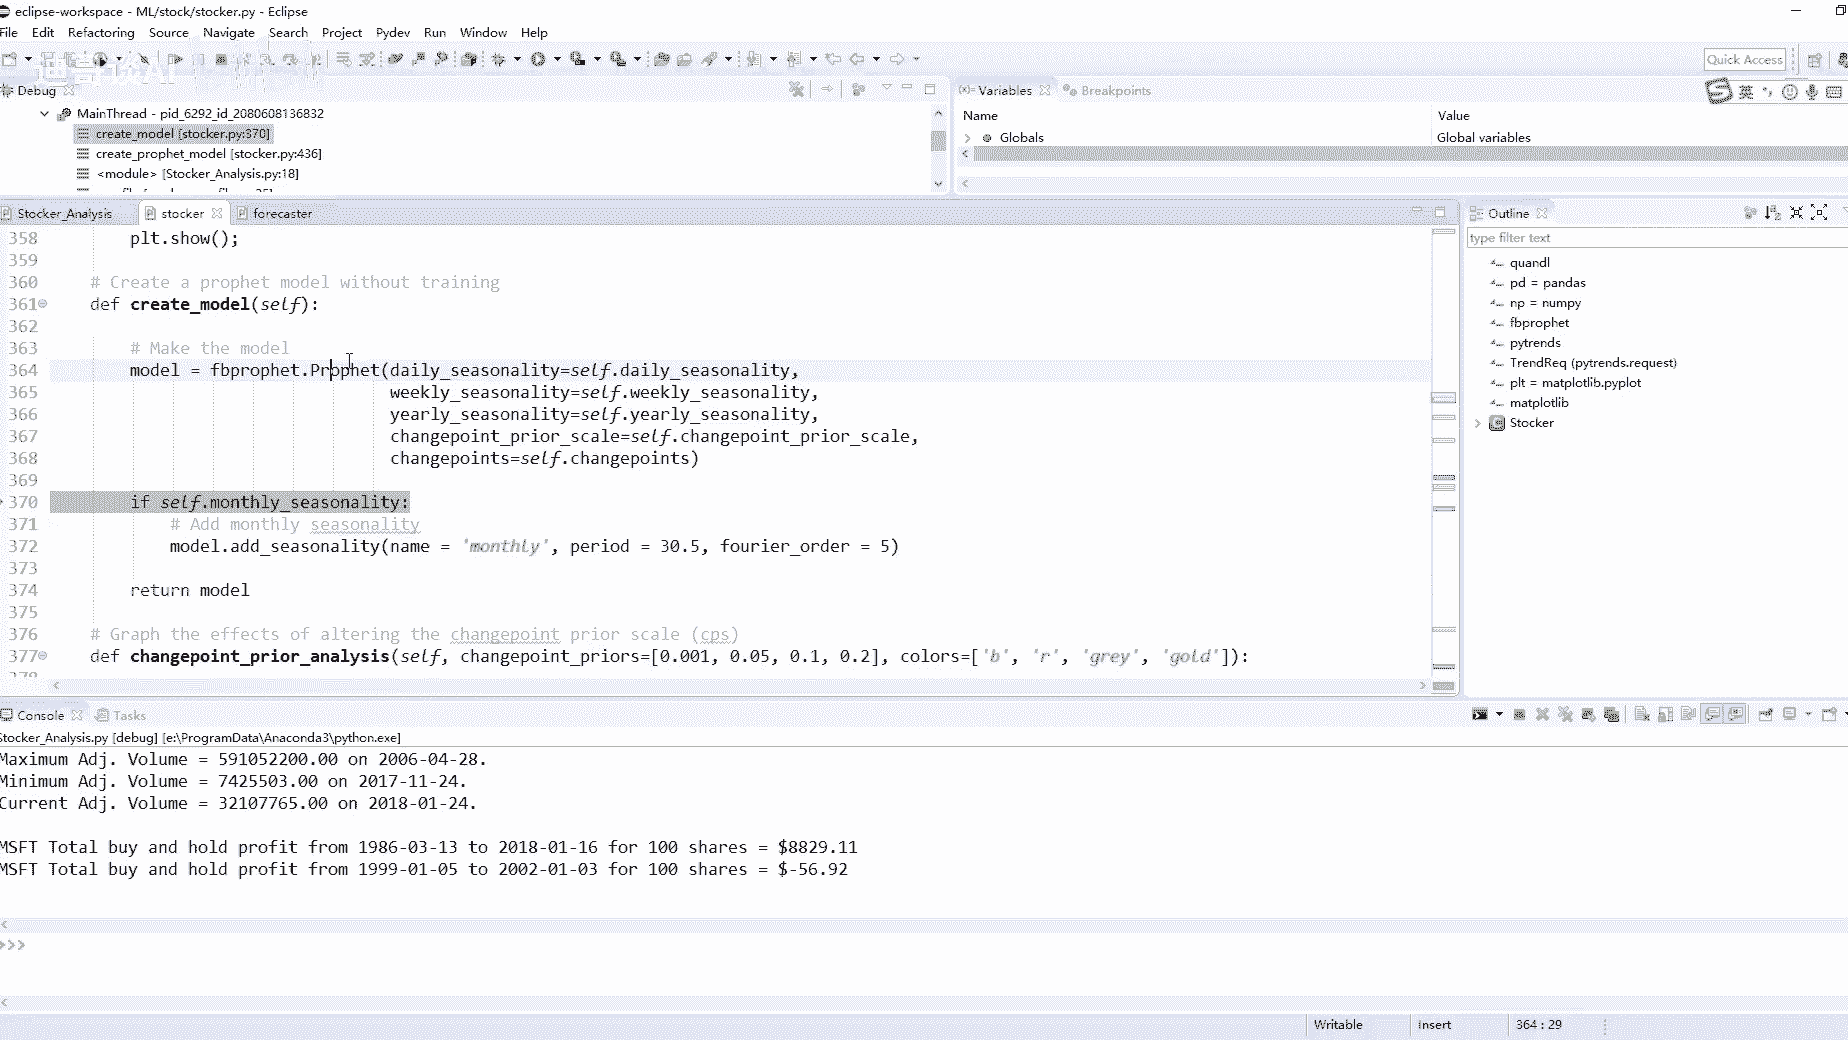 eclipse-workspace - ML/stock/stocker.py - Eclipse
File Edit Refactoring Source Navigate Search Project Pydev Run Window Help
Quick Access
Debug
MainThread - pid_6292_id_2080608136832
create_model [stocker.py:370]
create_prophet_model [stocker.py:436]
<module> [Stocker_Analysis.py:18]
(x)= Variables Breakpoints
英
Name Value
Globals Global variables
Stocker_Analysis stocker forecaster
358 plt.show();
359
360 # Create a prophet model without training
361 def create_model(self):
362
363 # Make the model
364 model = fbprophet.Prophet(daily_seasonality=self.daily_seasonality,
365 weekly_seasonality=self.weekly_seasonality,
366 yearly_seasonality=self.yearly_seasonality,
367 changepoint_prior_scale=self.changepoint_prior_scale,
368 changepoints=self.changepoints)
369
370 if self.monthly_seasonality:
371 # Add monthly seasonality
372 model.add_seasonality(name = 'monthly', period = 30.5, fourier_order = 5)
373
374 return model
375
376 # Graph the effects of altering the changepoint prior scale (cps)
377 def changepoint_prior_analysis(self, changepoint_priors=[0.001, 0.05, 0.1, 0.2], colors=['b', 'r', 'grey', 'gold']):
Outline
type filter text
quandl
pd = pandas
np = numpy
fbprophet
pytrends
TrendReq (pytrends.request)
plt = matplotlib.pyplot
matplotlib
Stocker
Console Tasks
Stocker_Analysis.py [debug] [e:\ProgramData\Anaconda3\python.exe]
Maximum Adj. Volume = 591052200.00 on 2006-04-28.
Minimum Adj. Volume = 7425503.00 on 2017-11-24.
Current Adj. Volume = 32107765.00 on 2018-01-24.
MSFT Total buy and hold profit from 1986-03-13 to 2018-01-16 for 100 shares = $8829.11
MSFT Total buy and hold profit from 1999-01-05 to 2002-01-03 for 100 shares = $-56.92
>>>
Writable Insert 364 : 29